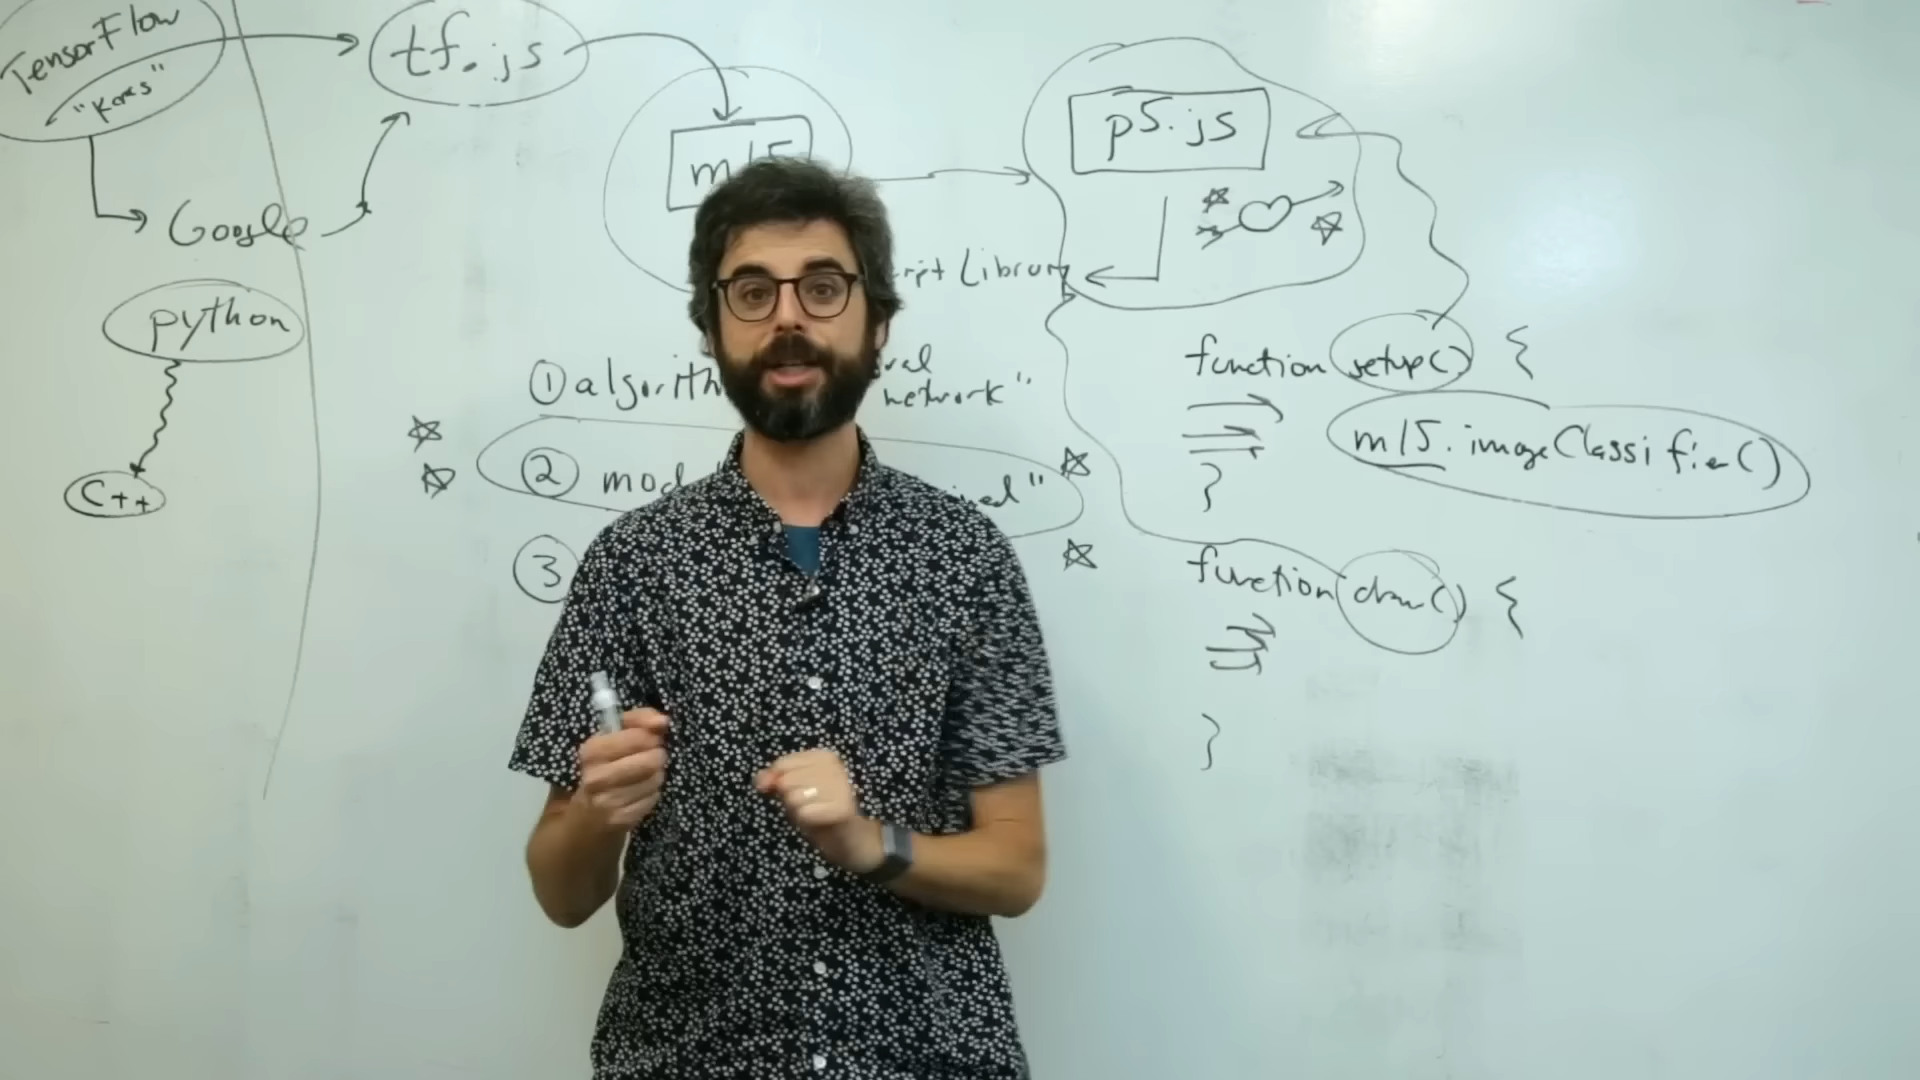 TensorFlow
"Keras"
Google
python
C++
tf.js
ml5
Library
① algorith
network"
②
③
p5.js
function setup() {
ml5.imageClassifier()
}
function draw() {
}